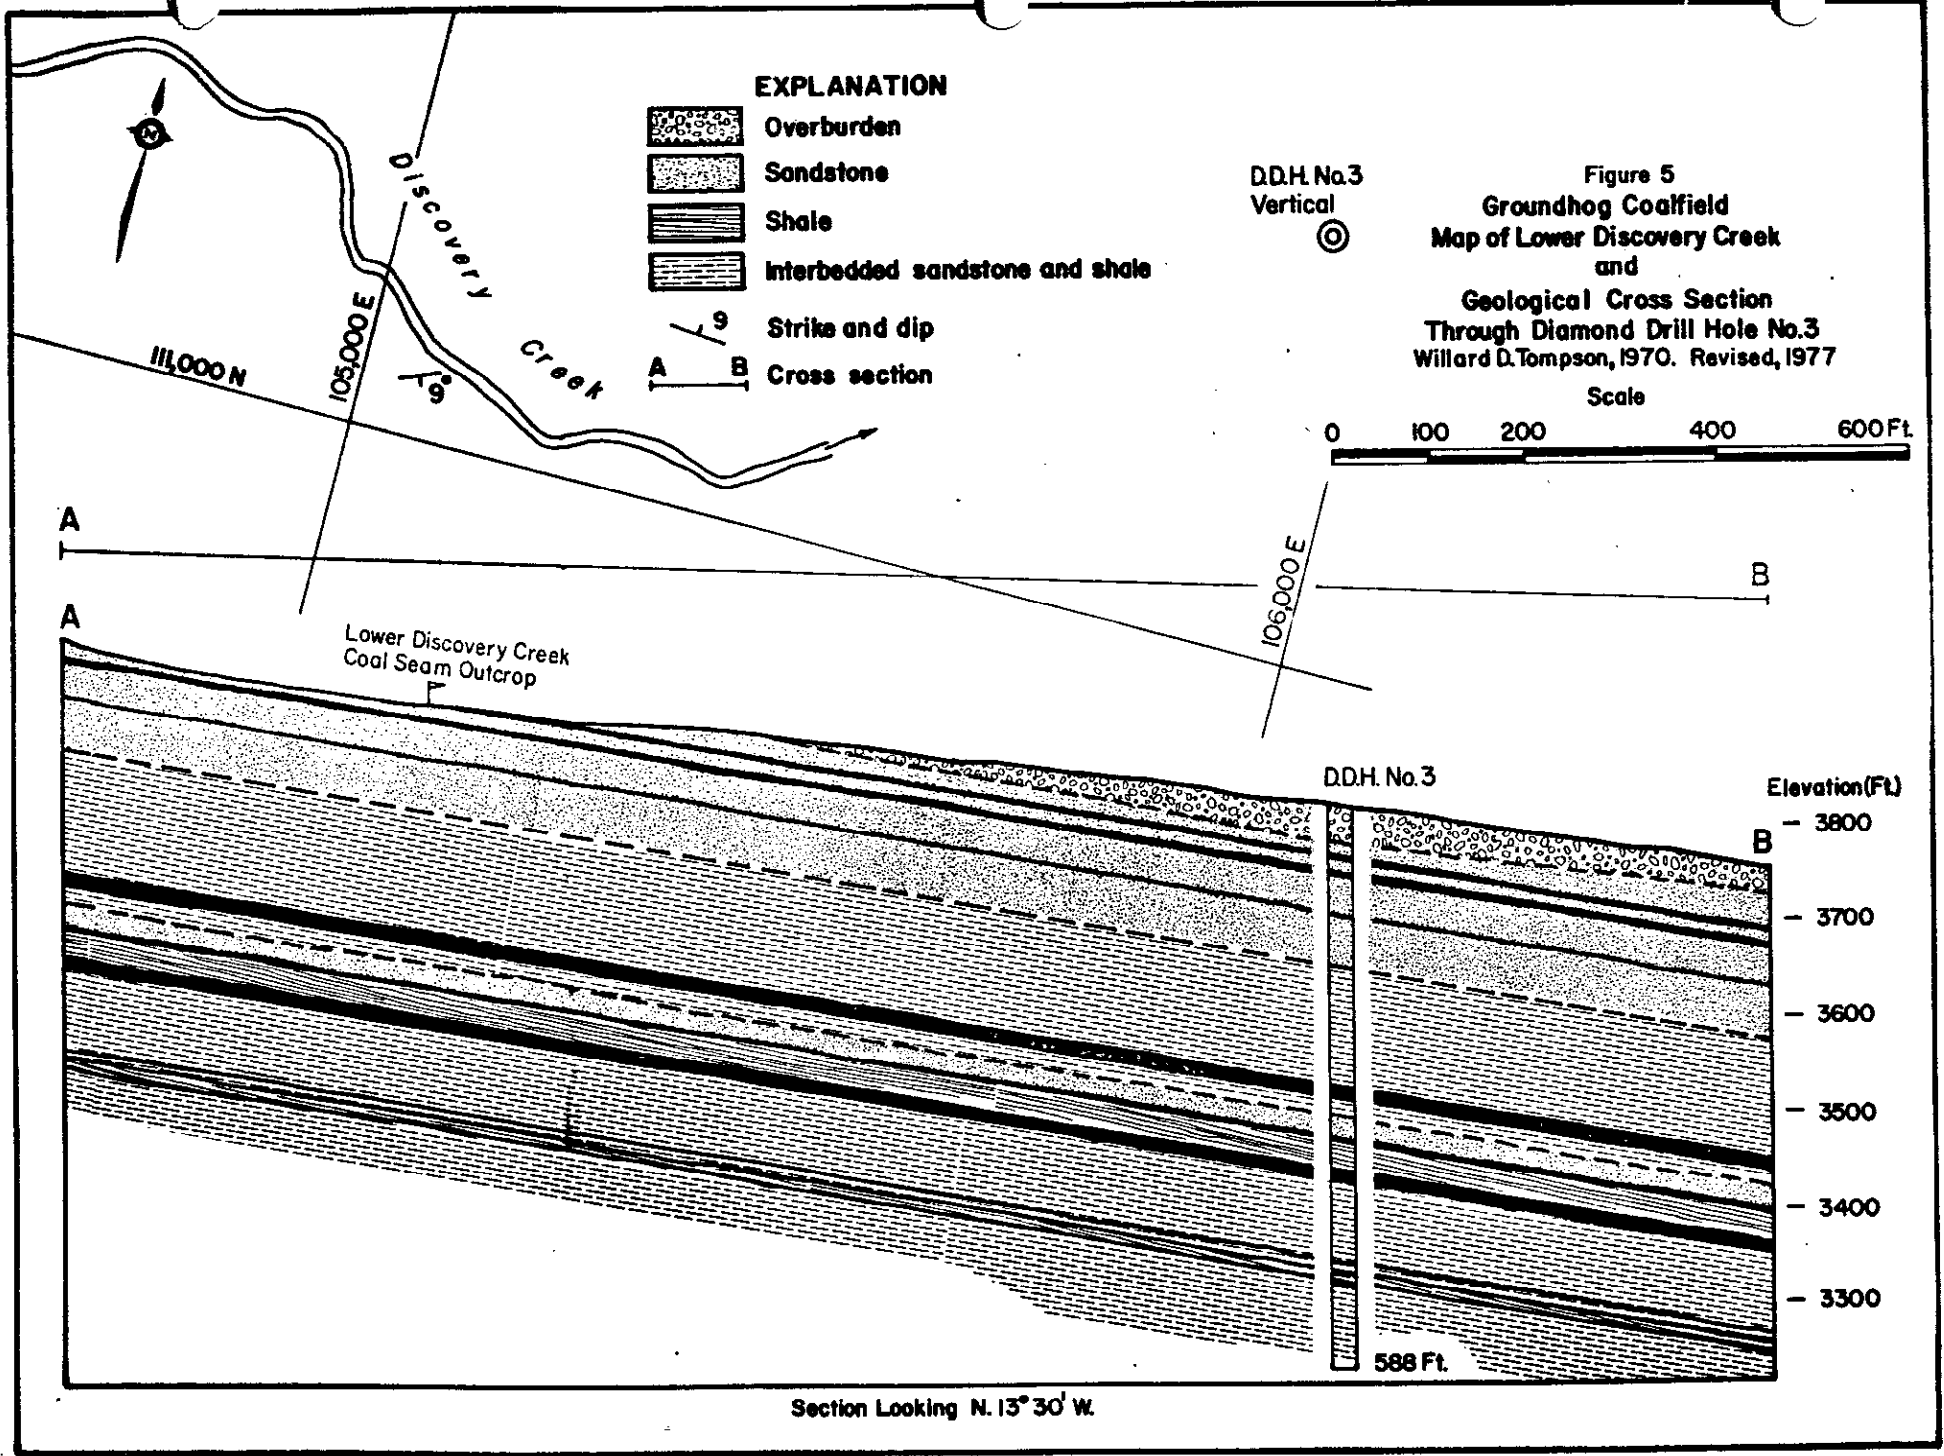 EXPLANATION
Overburden
Sandstone
Shale
Interbedded sandstone and shale
9
Strike and dip
A B
Cross section
D.D.H. No.3
Vertical
Figure 5
Groundhog Coalfield
Map of Lower Discovery Creek
and
Geological Cross Section
Through Diamond Drill Hole No.3
Willard D. Tompson, 1970. Revised, 1977
Scale
0 100 200 400 600 Ft.
N
Discovery Creek
105,000 E
111,000 N
9°
106,000 E
A
B
A
Lower Discovery Creek
Coal Seam Outcrop
D.D.H. No.3
Elevation (Ft.)
3800
B
3700
3600
3500
3400
3300
588 Ft.
Section Looking N. 13° 30' W.